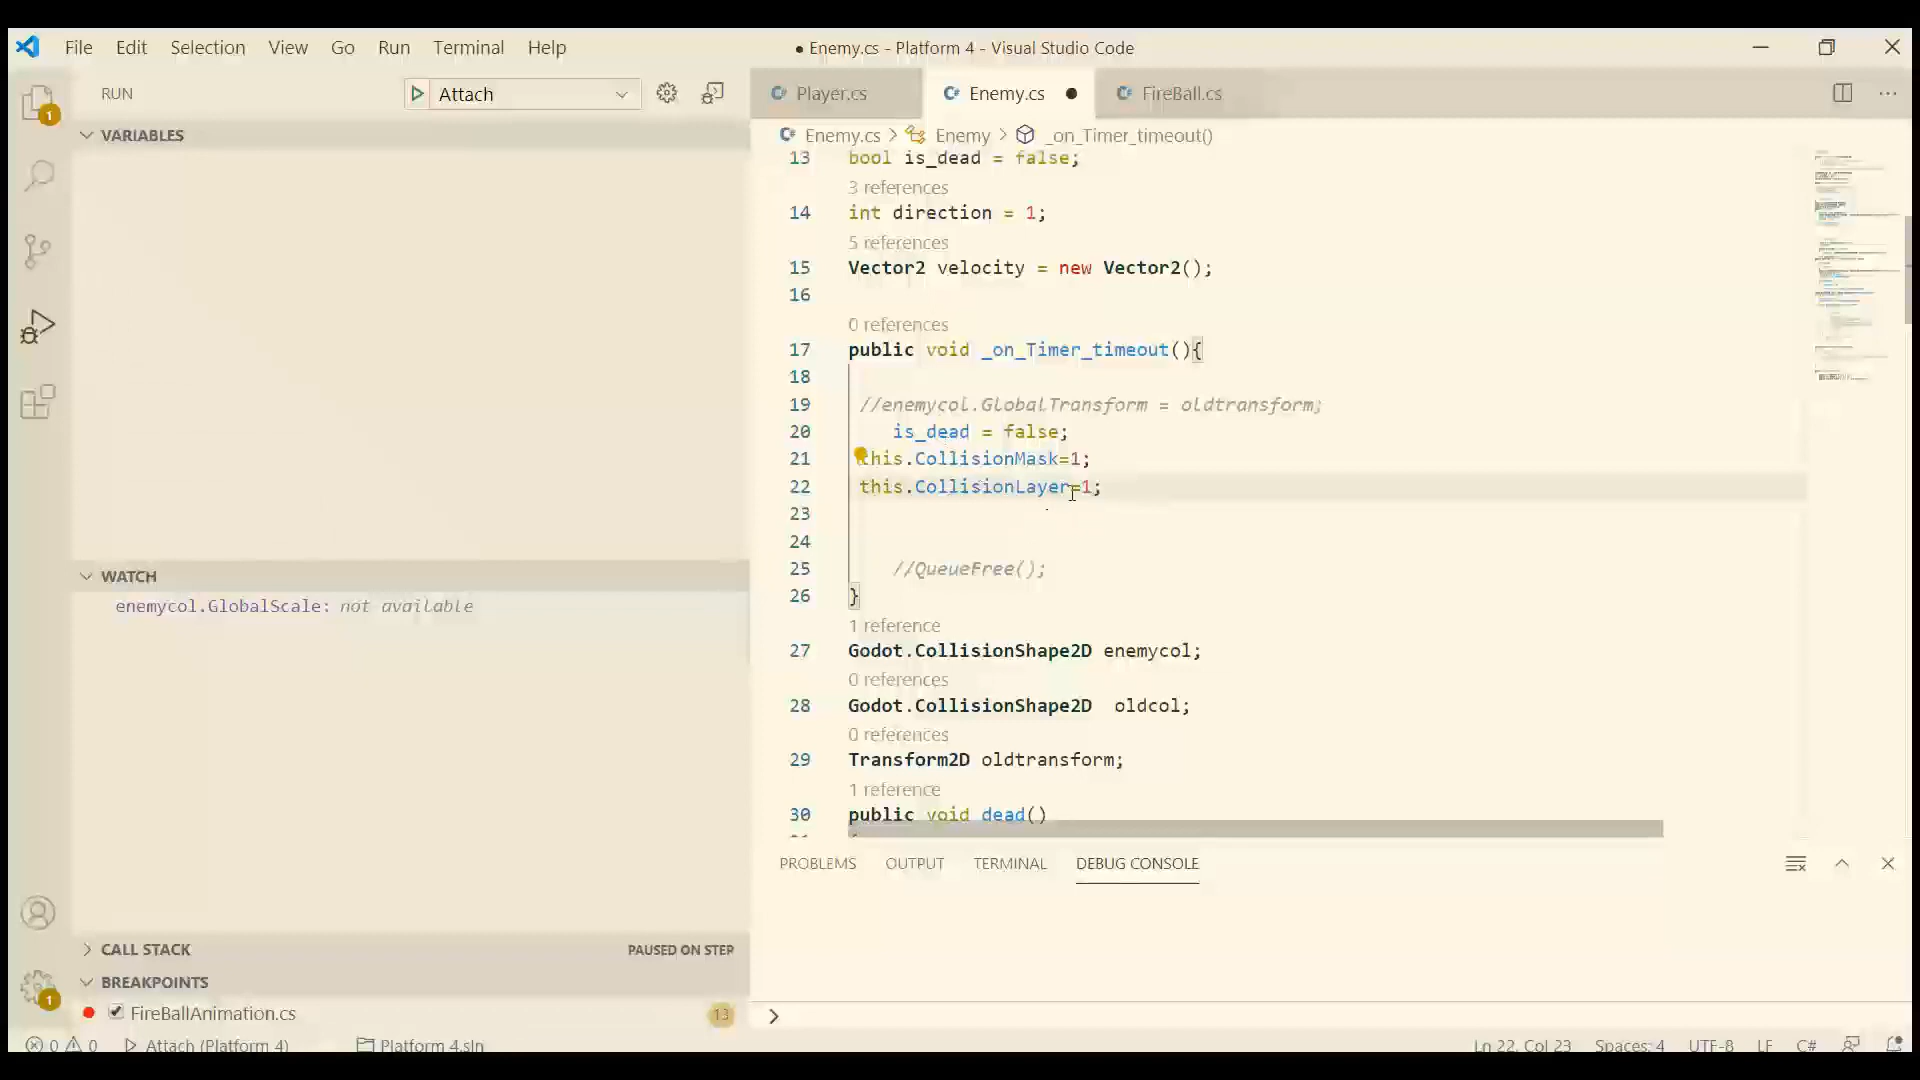 File Edit Selection View Go Run Terminal Help
● Enemy.cs - Platform 4 - Visual Studio Code
RUN
Attach
Player.cs
Enemy.cs
FireBall.cs
1
VARIABLES
Enemy.cs > Enemy > _on_Timer_timeout()
13 bool is_dead = false;
3 references
14 int direction = 1;
5 references
15 Vector2 velocity = new Vector2();
16
0 references
17 public void _on_Timer_timeout(){
18
19 //enemycol.GlobalTransform = oldtransform;
20 is_dead = false;
21 this.CollisionMask=1;
22 this.CollisionLayer=1;
23
24
25 //QueueFree();
26 }
1 reference
27 Godot.CollisionShape2D enemycol;
0 references
28 Godot.CollisionShape2D oldcol;
0 references
29 Transform2D oldtransform;
1 reference
30 public void dead()
WATCH
enemycol.GlobalScale: not available
PROBLEMS OUTPUT TERMINAL DEBUG CONSOLE
CALL STACK PAUSED ON STEP
BREAKPOINTS
1
FireBallAnimation.cs 13
0 0 Attach (Platform 4) Platform 4.sln
Ln 22, Col 23 Spaces: 4 UTF-8 LF C#